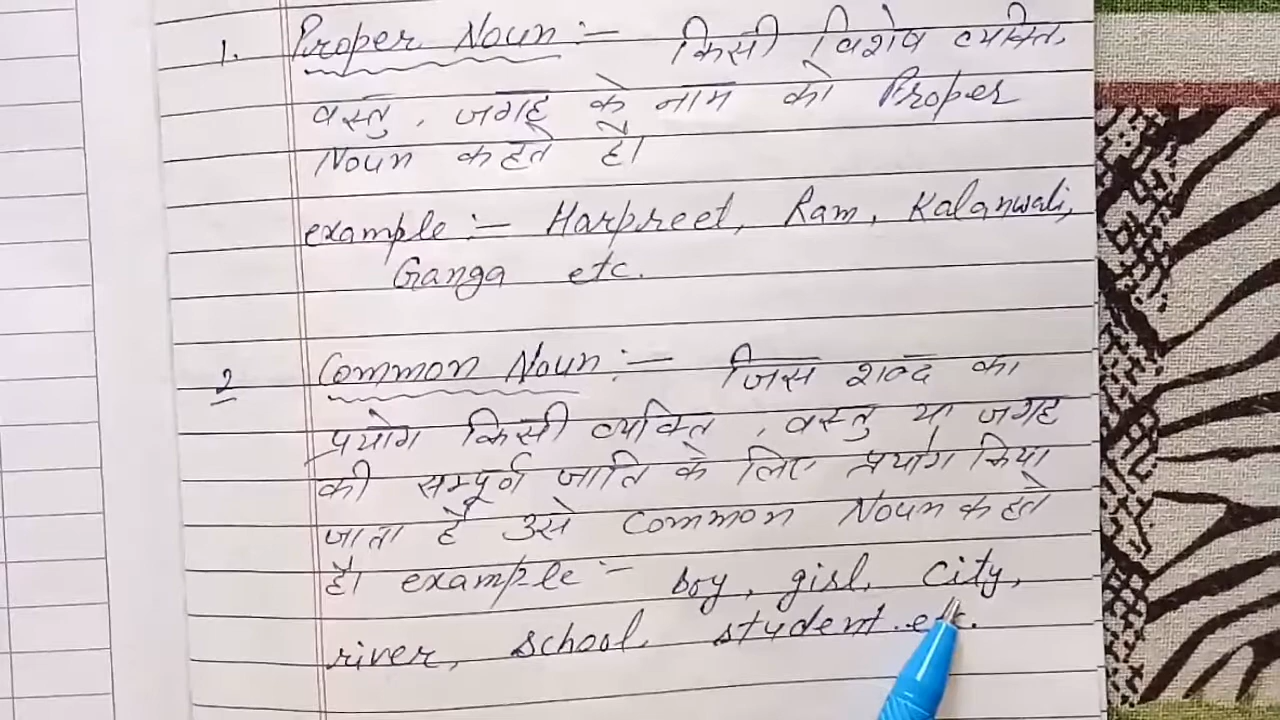 1. Proper Noun :- किसी विशेष व्यक्ति,
वस्तु, जगह के नाम को Proper
Noun कहते है।
example :- Harpreet, Ram, Kalanwali,
Ganga etc.
2 Common Noun :- जिस शब्द का
प्रयोग किसी व्यक्ति, वस्तु या जगह
की सम्पूर्ण जाति के लिए प्रयोग किया
जाता है उसे Common Noun कहते
है। example :- boy, girl, city,
river, school, student.etc.